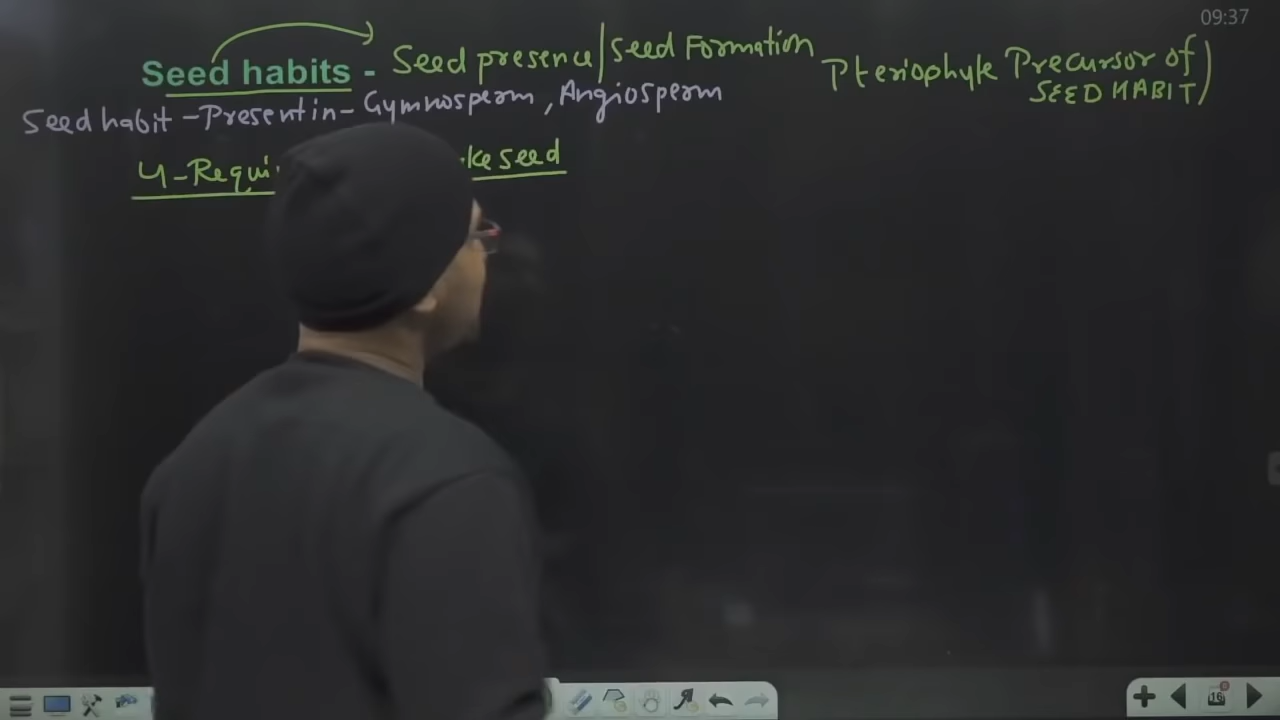 09:37
Seed habits - Seed presence/Seed Formation
Pteriophyte Precursor of
SEED HABIT)
Seed habit - Present in - Gymnosperm, Angiosperm
4-Requi ke seed
16